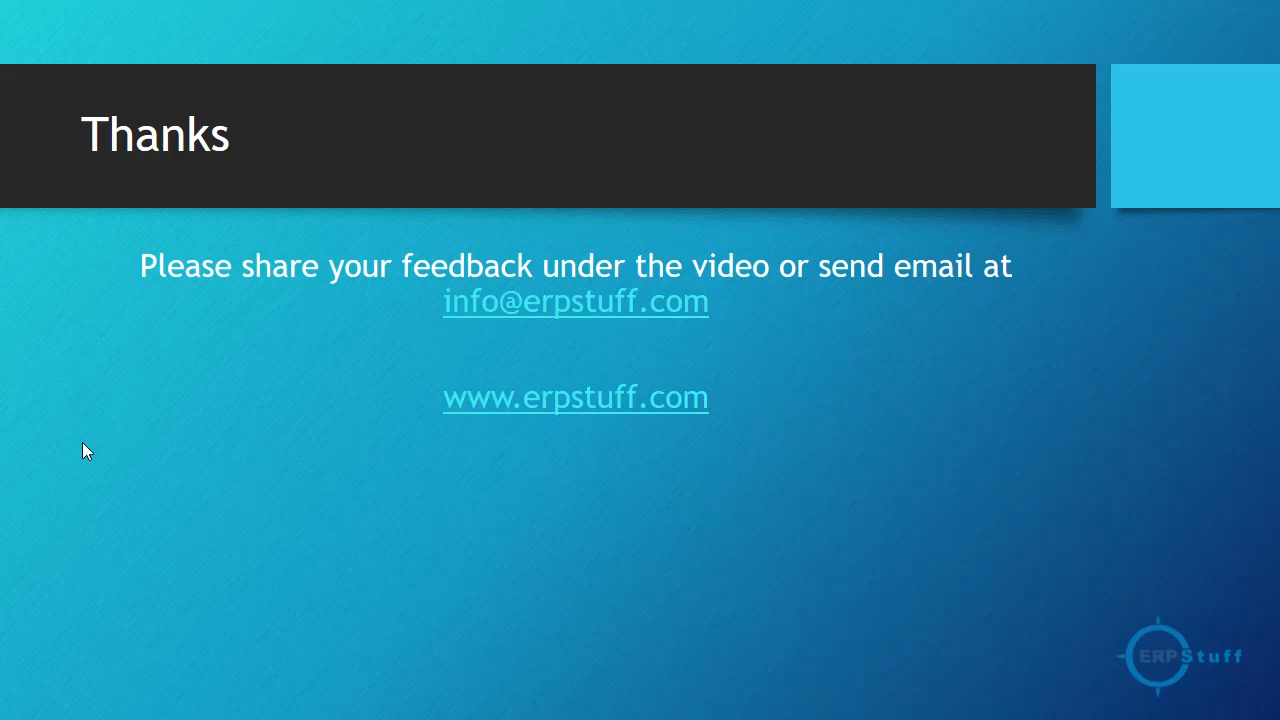 Thanks
Please share your feedback under the video or send email at
info@erpstuff.com
www.erpstuff.com
ERPStuff